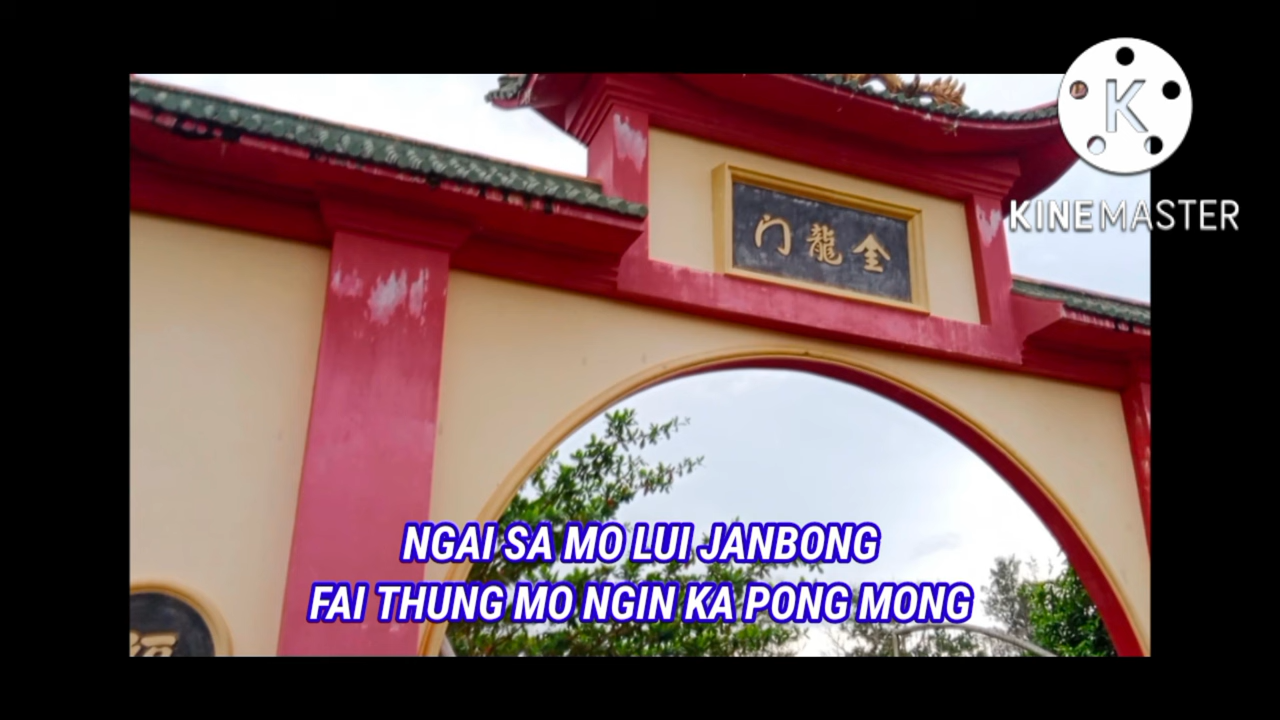 KINEMASTER
金龍门
NGAI SA MO LUI JANBONG
FAI THUNG MO NGIN KA PONG MONG